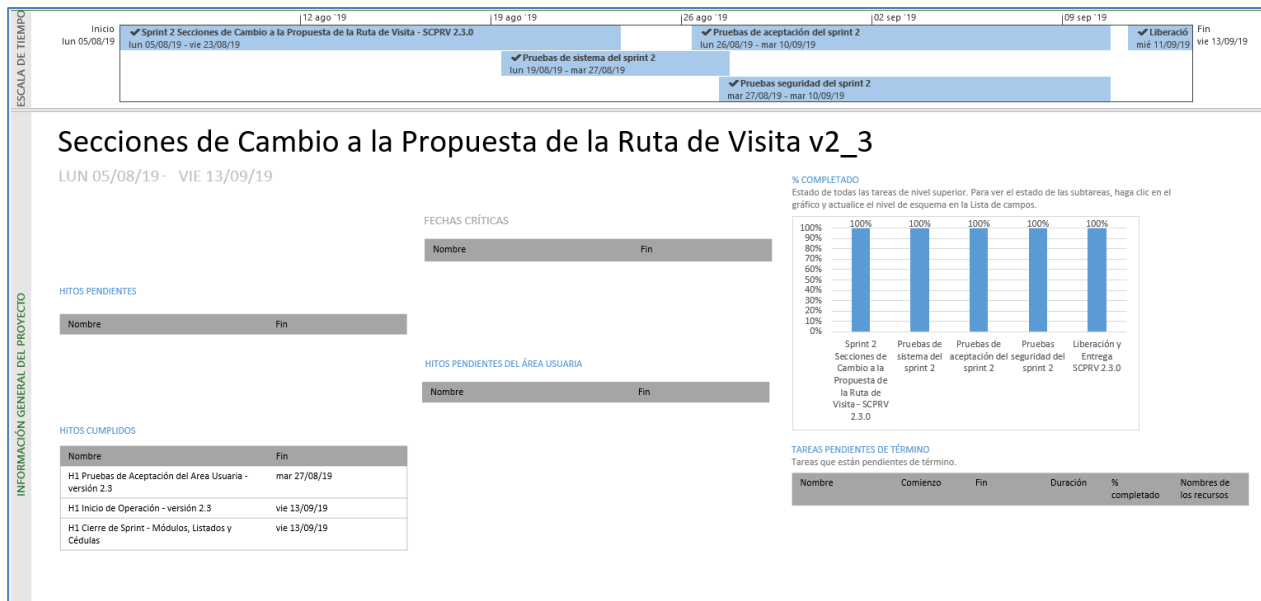 ESCALA DE TIEMPO
12 ago '19
19 ago '19
26 ago '19
02 sep '19
09 sep '19
Inicio
lun 05/08/19
Sprint 2 Secciones de Cambio a la Propuesta de la Ruta de Visita - SCPRV 2.3.0
lun 05/08/19 - vie 23/08/19
Pruebas de aceptación del sprint 2
lun 26/08/19 - mar 10/09/19
Liberació
mié 11/09/19
Fin
vie 13/09/19
Pruebas de sistema del sprint 2
lun 19/08/19 - mar 27/08/19
Pruebas seguridad del sprint 2
mar 27/08/19 - mar 10/09/19
INFORMACIÓN GENERAL DEL PROYECTO
Secciones de Cambio a la Propuesta de la Ruta de Visita v2_3
LUN 05/08/19 - VIE 13/09/19
FECHAS CRÍTICAS
Nombre Fin
HITOS PENDIENTES
Nombre Fin
HITOS PENDIENTES DEL ÁREA USUARIA
Nombre Fin
HITOS CUMPLIDOS
Nombre Fin
H1 Pruebas de Aceptación del Area Usuaria - mar 27/08/19
versión 2.3
H1 Inicio de Operación - versión 2.3 vie 13/09/19
H1 Cierre de Sprint - Módulos, Listados y vie 13/09/19
Cédulas
% COMPLETADO
Estado de todas las tareas de nivel superior. Para ver el estado de las subtareas, haga clic en el
gráfico y actualice el nivel de esquema en la Lista de campos.
100% 100% 100% 100% 100%
100%
90%
80%
70%
60%
50%
40%
30%
20%
10%
0%
Sprint 2
Secciones de
Cambio a la
Propuesta de
la Ruta de
Visita - SCPRV
2.3.0
Pruebas de
sistema del
sprint 2
Pruebas de
aceptación del
sprint 2
Pruebas
seguridad del
sprint 2
Liberación y
Entrega
SCPRV 2.3.0
TAREAS PENDIENTES DE TÉRMINO
Tareas que están pendientes de término.
Nombre Comienzo Fin Duración % completado Nombres de los recursos